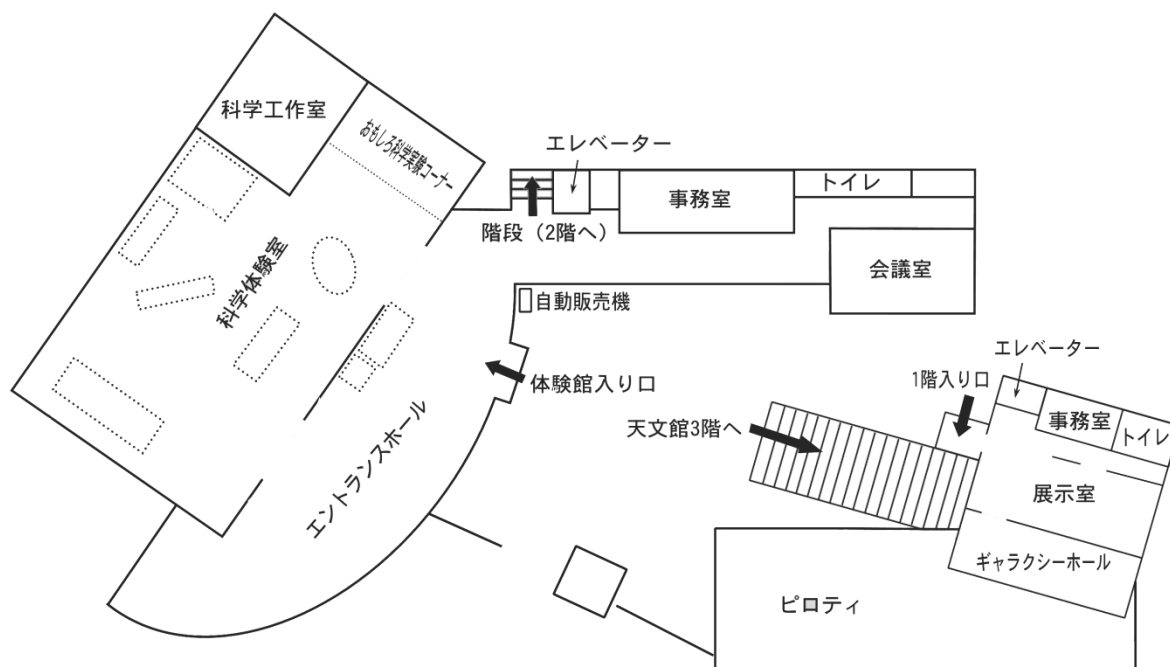 科学工作室
おもしろ科学実験コーナー
エレベーター
事務室
トイレ
階段（2階へ）
会議室
科学体験室
自動販売機
体験館入り口
エントランスホール
エレベーター
1階入り口
事務室
トイレ
天文館3階へ
展示室
ギャラクシーホール
ピロティ